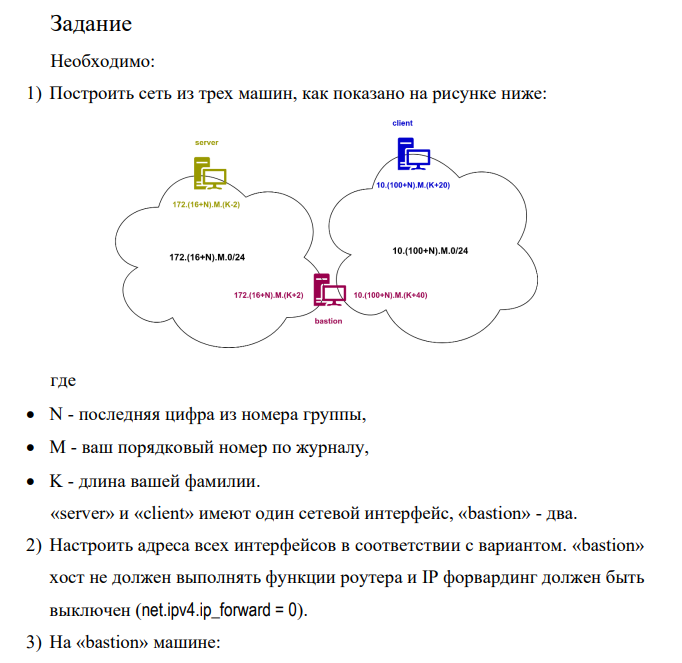 Задание
Необходимо:
1) Построить сеть из трех машин, как показано на рисунке ниже:
client
server
10.(100+N).M.(K+20)
172.(16+N).M.(K-2)
10.(100+N).M.0/24
172.(16+N).M.0/24
172.(16+N).M.(K+2) 10.(100+N).M.(K+40)
bastion
где
• N - последняя цифра из номера группы,
• M - ваш порядковый номер по журналу,
• K - длина вашей фамилии.
«server» и «client» имеют один сетевой интерфейс, «bastion» - два.
2) Настроить адреса всех интерфейсов в соответствии с вариантом. «bastion»
хост не должен выполнять функции роутера и IP форвардинг должен быть
выключен (net.ipv4.ip_forward = 0).
3) На «bastion» машине: